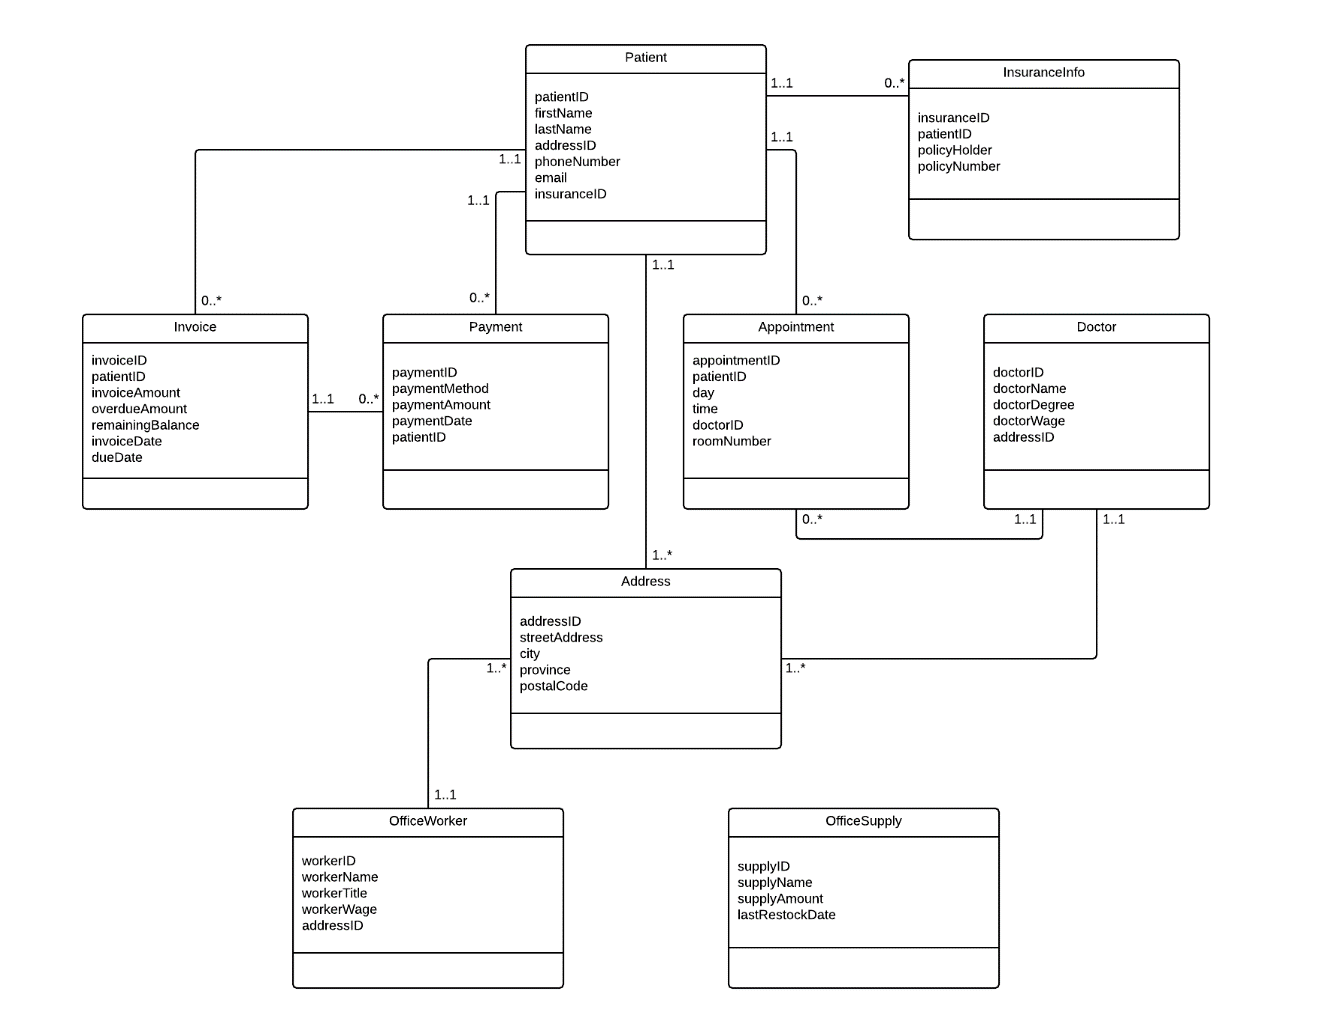 Patient
patientID
firstName
lastName
addressID
phoneNumber
email
insuranceID
1..1
0..*
InsuranceInfo
insuranceID
patientID
policyHolder
policyNumber
1..1
1..1
1..1
1..1
0..*
0..*
0..*
Invoice
invoiceID
patientID
invoiceAmount
overdueAmount
remainingBalance
invoiceDate
dueDate
1..1
0..*
Payment
paymentID
paymentMethod
paymentAmount
paymentDate
patientID
Appointment
appointmentID
patientID
day
time
doctorID
roomNumber
Doctor
doctorID
doctorName
doctorDegree
doctorWage
addressID
0..*
1..1
1..1
1..*
Address
addressID
streetAddress
city
province
postalCode
1..*
1..*
1..1
OfficeWorker
workerID
workerName
workerTitle
workerWage
addressID
OfficeSupply
supplyID
supplyName
supplyAmount
lastRestockDate